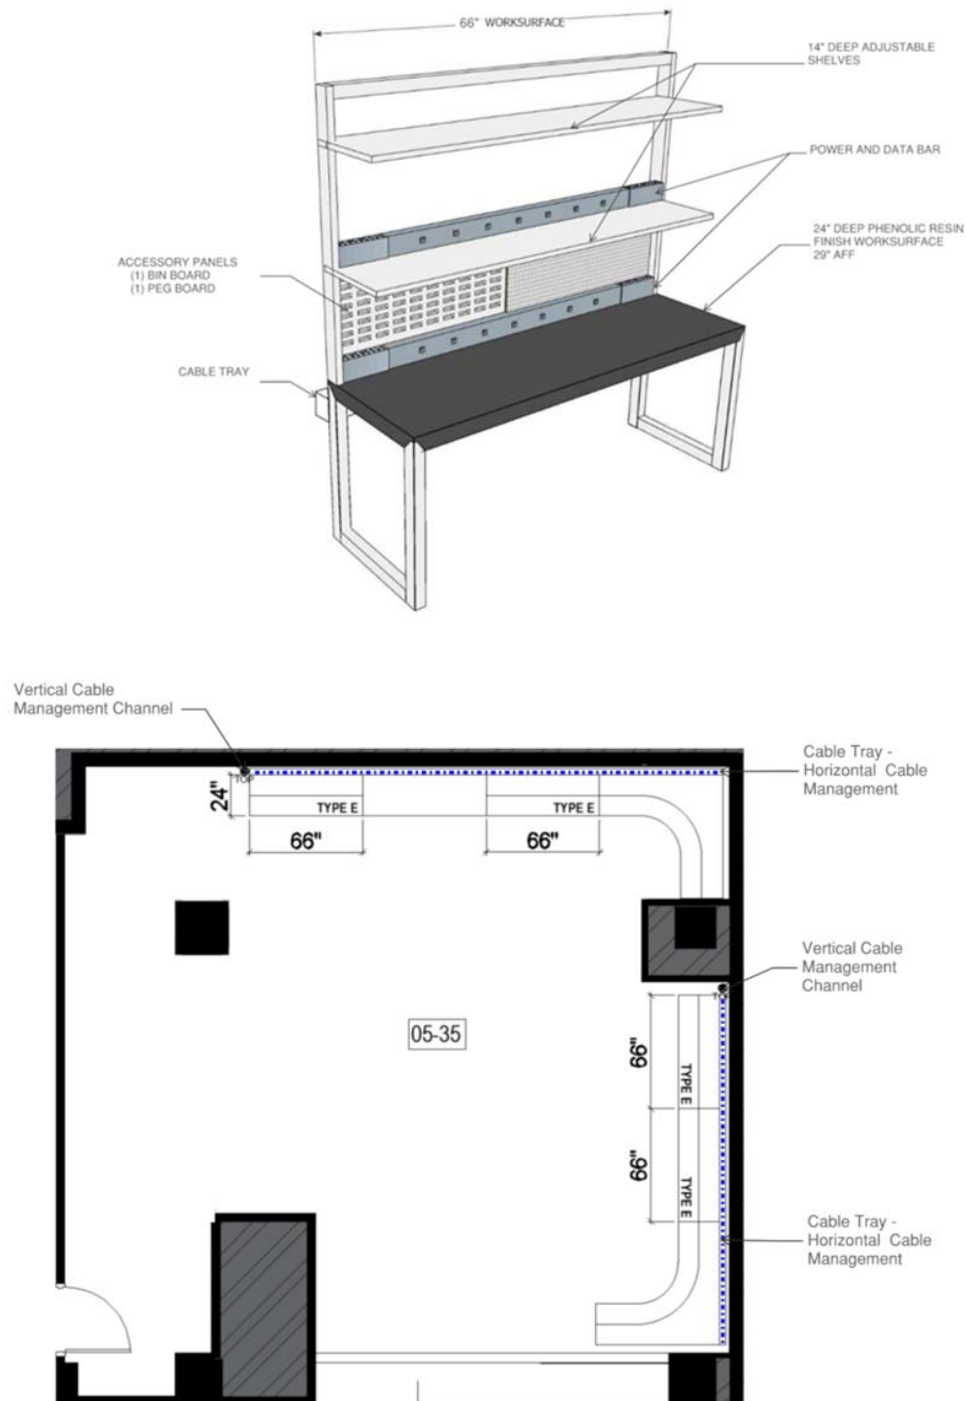 66" WORKSURFACE
14" DEEP ADJUSTABLE
SHELVES
POWER AND DATA BAR
24" DEEP PHENOLIC RESIN
FINISH WORKSURFACE
29" AFF
ACCESSORY PANELS
(1) BIN BOARD
(1) PEG BOARD
CABLE TRAY
Vertical Cable
Management Channel
Cable Tray -
Horizontal Cable
Management
TOP
24"
TYPE E
TYPE E
66"
66"
Vertical Cable
Management
Channel
05-35
66"
TYPE E
66"
TYPE E
Cable Tray -
Horizontal Cable
Management